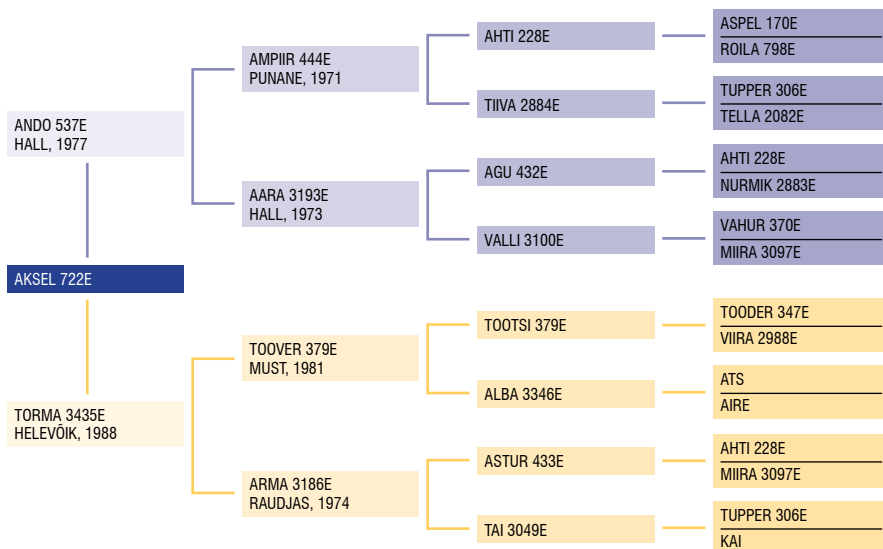 ANDO 537E
HALL, 1977
AKSEL 722E
TORMA 3435E
HELEVÕIK, 1988
AMPIIR 444E
PUNANE, 1971
AARA 3193E
HALL, 1973
TOOVER 379E
MUST, 1981
ARMA 3186E
RAUDJAS, 1974
AHTI 228E
TIIVA 2884E
AGU 432E
VALLI 3100E
TOOTSI 379E
ALBA 3346E
ASTUR 433E
TAI 3049E
ASPEL 170E
ROILA 798E
TUPPER 306E
TELLA 2082E
AHTI 228E
NURMIK 2883E
VAHUR 370E
MIIRA 3097E
TOODER 347E
VIIRA 2988E
ATS
AIRE
AHTI 228E
MIIRA 3097E
TUPPER 306E
KAI